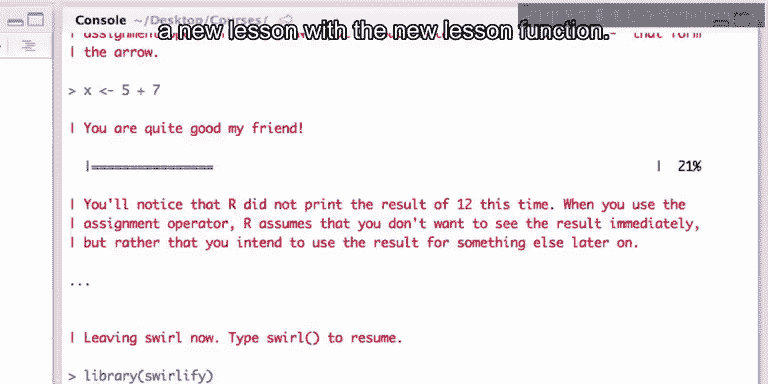 Console ~/Desktop/Courses/
a new lesson with the new lesson function.
| the arrow.
> x <- 5 + 7
| You are quite good my friend!
|================ | 21%
| You'll notice that R did not print the result of 12 this time. When you use the
| assignment operator, R assumes that you don't want to see the result immediately,
| but rather that you intend to use the result for something else later on.
...
| Leaving swirl now. Type swirl() to resume.
> library(swirlify)